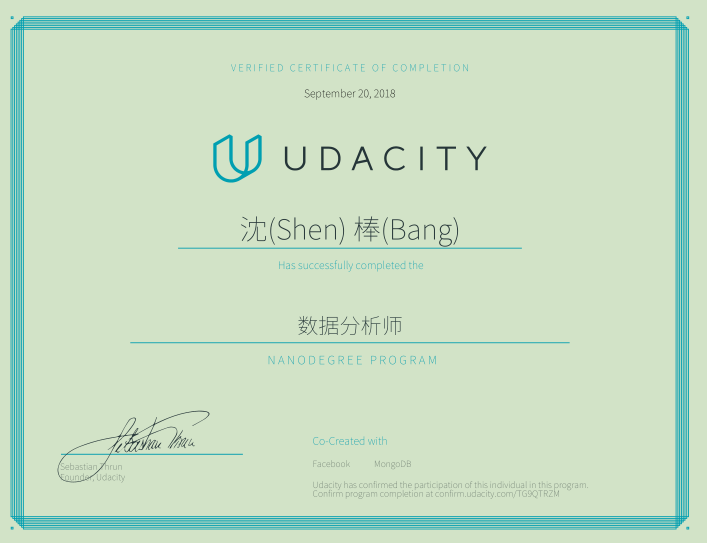 VERIFIED CERTIFICATE OF COMPLETION
September 20, 2018
UDACITY
沈(Shen) 棒(Bang)
Has successfully completed the
数据分析师
NANODEGREE PROGRAM
Sebastian Thrun
Sebastian Thrun
Founder, Udacity
Co-Created with
Facebook MongoDB
Udacity has confirmed the participation of this individual in this program.
Confirm program completion at confirm.udacity.com/TG9QTRZM